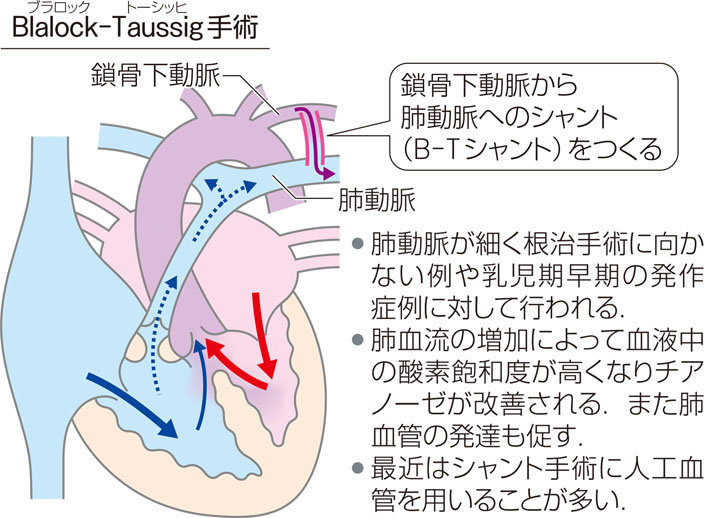 ブラロック トーシッヒ
Blalock-Taussig手術
鎖骨下動脈
鎖骨下動脈から
肺動脈へのシャント
（B-Tシャント）をつくる
肺動脈
● 肺動脈が細く根治手術に向か
ない例や乳児期早期の発作
症例に対して行われる．
● 肺血流の増加によって血液中
の酸素飽和度が高くなりチア
ノーゼが改善される．また肺
血管の発達も促す．
● 最近はシャント手術に人工血
管を用いることが多い．